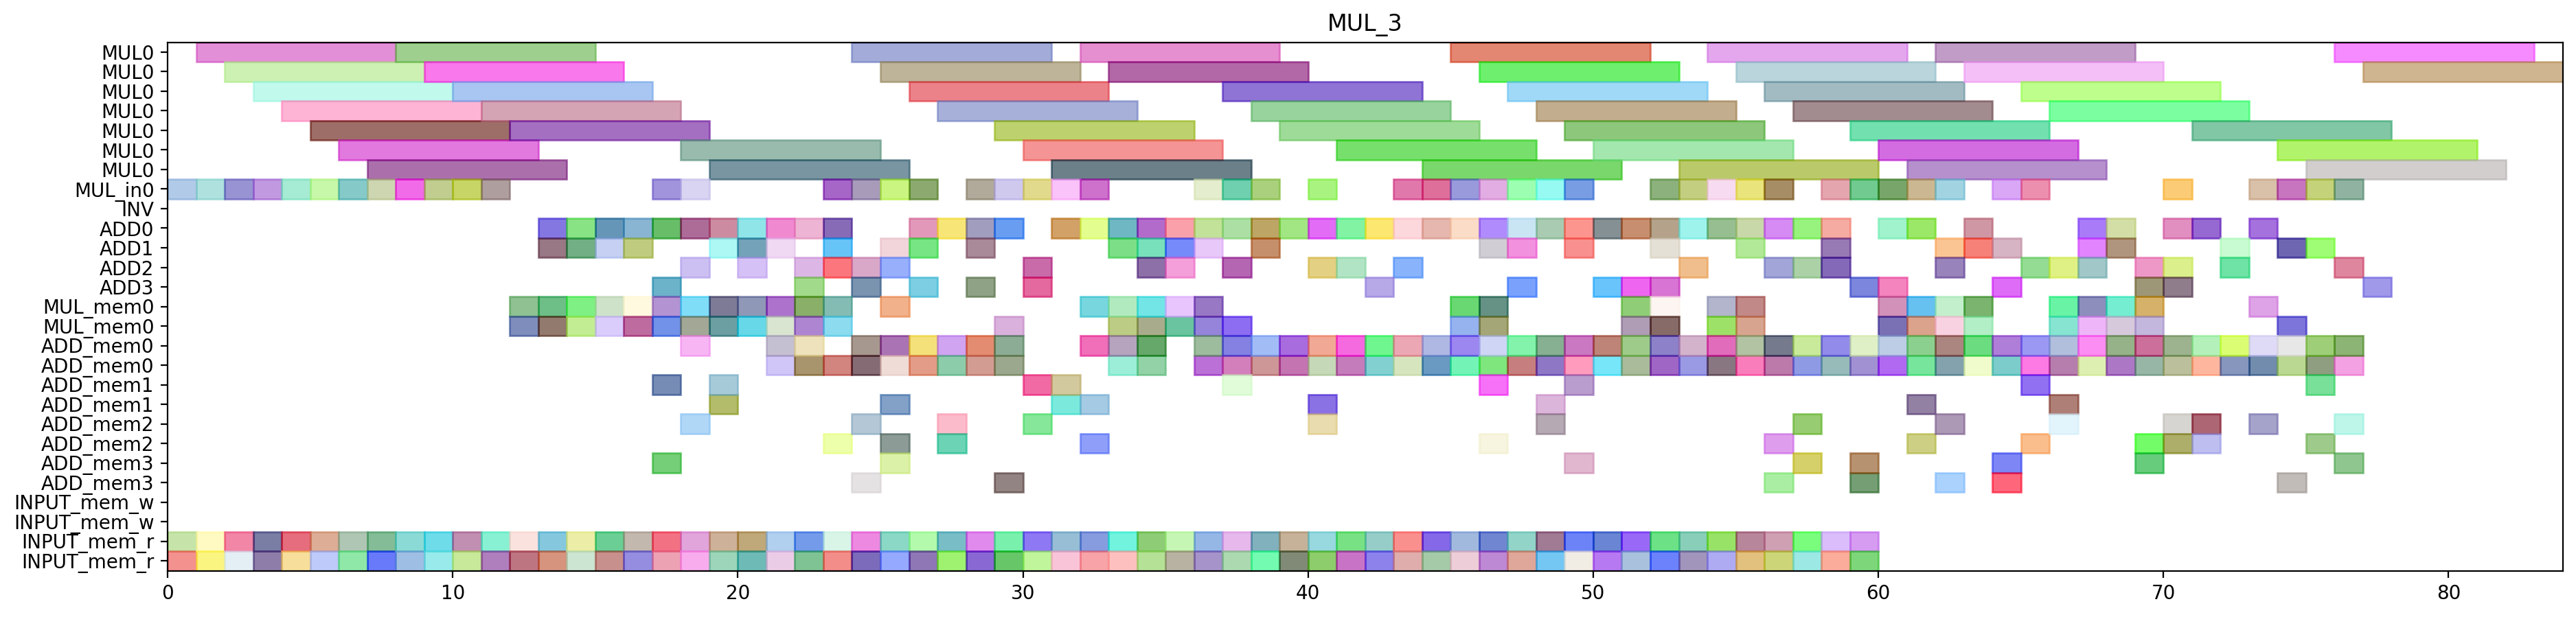 MUL_3
MUL0
MUL0
MUL0
MUL0
MUL0
MUL0
MUL0
MUL_in0
INV
ADD0
ADD1
ADD2
ADD3
MUL_mem0
MUL_mem0
ADD_mem0
ADD_mem0
ADD_mem1
ADD_mem1
ADD_mem2
ADD_mem2
ADD_mem3
ADD_mem3
INPUT_mem_w
INPUT_mem_w
INPUT_mem_r
INPUT_mem_r
0 10 20 30 40 50 60 70 80